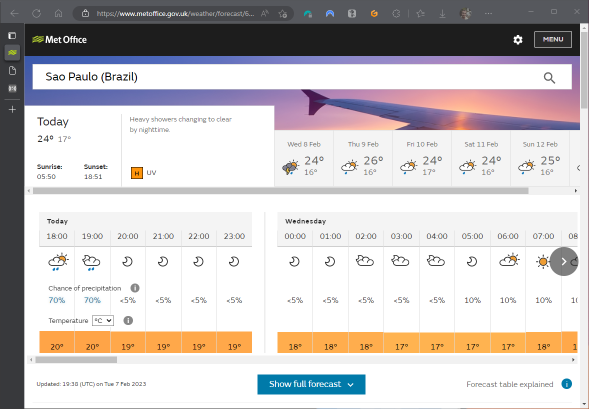 https://www.metoffice.gov.uk/weather/forecast/6...
Met Office
MENU
Sao Paulo (Brazil)
Today
24° 17°
Heavy showers changing to clear
by nighttime.
Sunrise: Sunset:
05:50 18:51
H UV
Wed 8 Feb Thu 9 Feb Fri 10 Feb Sat 11 Feb Sun 12 Feb
24° 26° 24° 24° 25°
16° 16° 17° 16° 16°
Today Wednesday
18:00 19:00 20:00 21:00 22:00 23:00 00:00 01:00 02:00 03:00 04:00 05:00 06:00 07:00 08
Chance of precipitation i
70% 70% <5% <5% <5% <5% <5% <5% <5% <5% <5% 10% 10% 10% 10
Temperature °C i
20° 20° 19° 19° 19° 19° 18° 18° 18° 17° 17° 17° 17° 18° 1
Updated: 19:38 (UTC) on Tue 7 Feb 2023
Show full forecast
Forecast table explained i